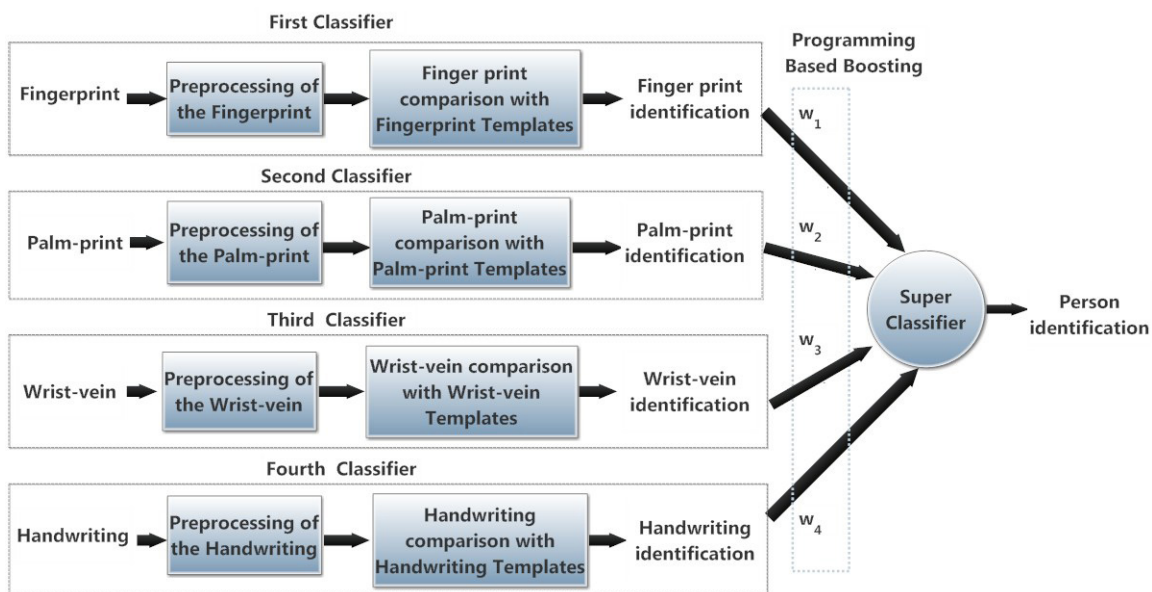 First Classifier
Fingerprint
Preprocessing of
the Fingerprint
Finger print
comparison with
Fingerprint Templates
Finger print
identification
Second Classifier
Palm-print
Preprocessing of
the Palm-print
Palm-print
comparison with
Palm-print Templates
Palm-print
identification
Third Classifier
Wrist-vein
Preprocessing of
the Wrist-vein
Wrist-vein comparison
with Wrist-vein
Templates
Wrist-vein
identification
Fourth Classifier
Handwriting
Preprocessing of
the Handwriting
Handwriting
comparison with
Handwriting Templates
Handwriting
identification
Programming
Based Boosting
w1
w2
w3
w4
Super
Classifier
Person
identification